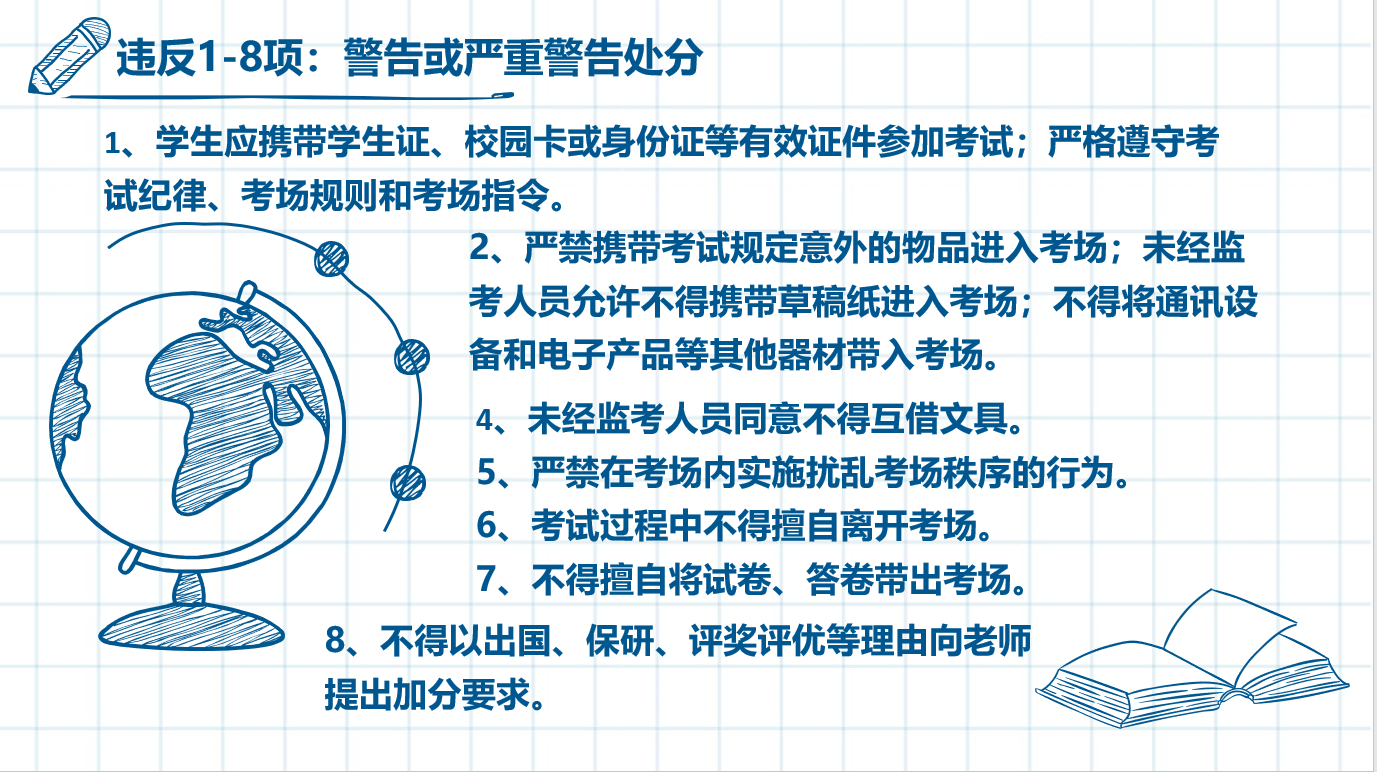 违反1-8项：警告或严重警告处分
1、学生应携带学生证、校园卡或身份证等有效证件参加考试；严格遵守考
试纪律、考场规则和考场指令。
2、严禁携带考试规定意外的物品进入考场；未经监
考人员允许不得携带草稿纸进入考场；不得将通讯设
备和电子产品等其他器材带入考场。
4、未经监考人员同意不得互借文具。
5、严禁在考场内实施扰乱考场秩序的行为。
6、考试过程中不得擅自离开考场。
7、不得擅自将试卷、答卷带出考场。
8、不得以出国、保研、评奖评优等理由向老师
提出加分要求。